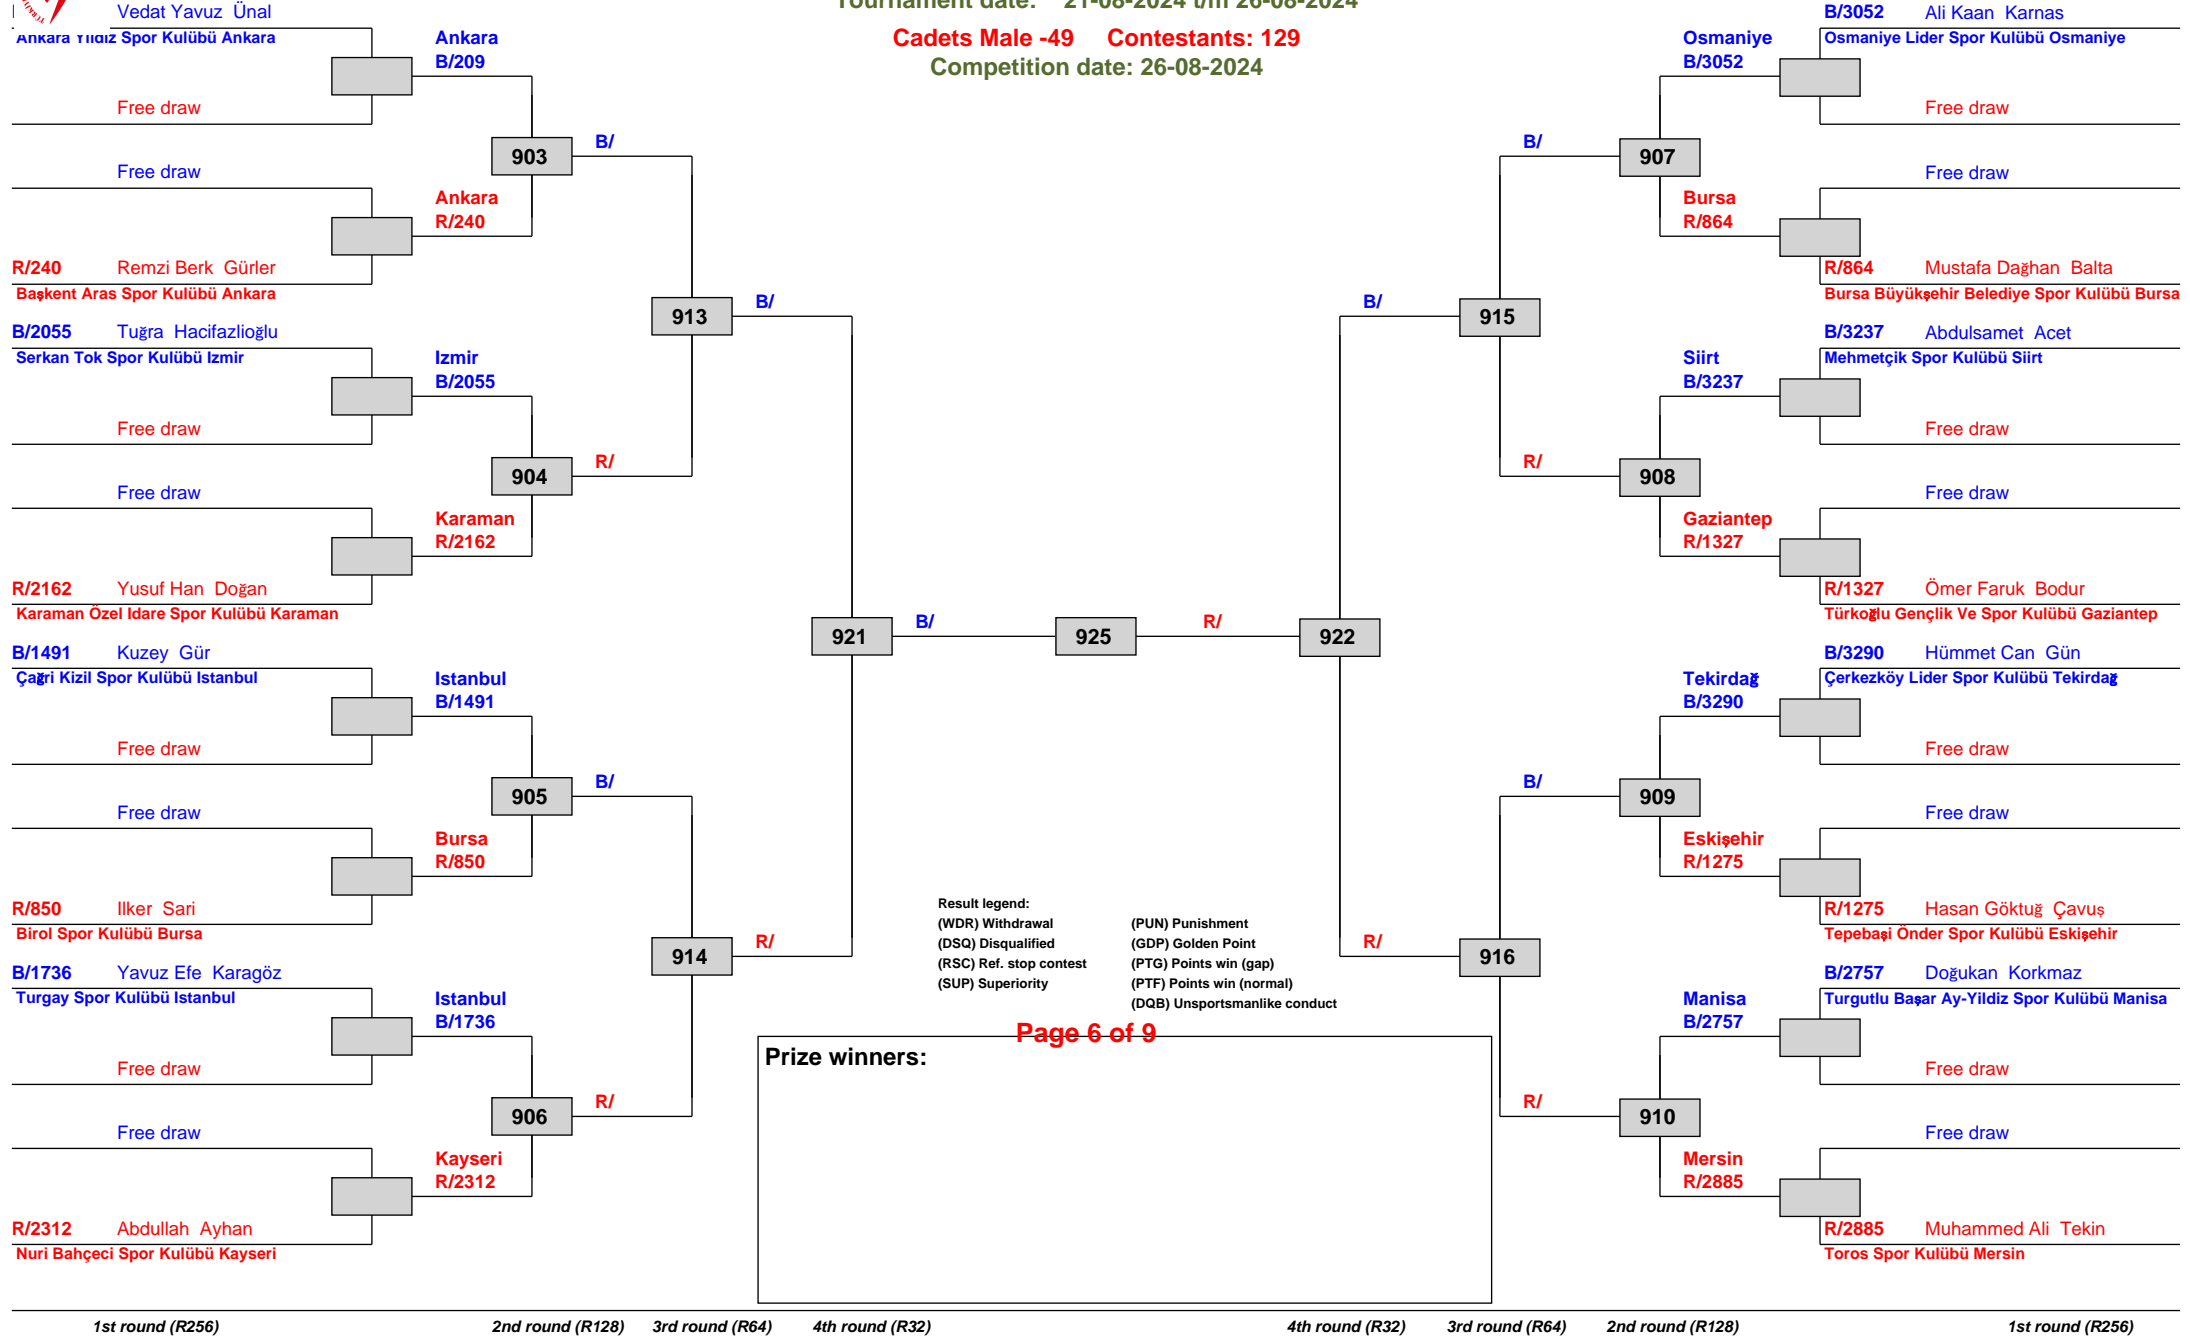 Tournament date: 21-08-2024 t/m 26-08-2024
Cadets Male -49 Contestants: 129
Competition date: 26-08-2024
Vedat Yavuz Ünal
Ankara Yildiz Spor Kulübü Ankara
Free draw
Ankara
B/209
903
B/
Free draw
Ankara
R/240
R/240 Remzi Berk Gürler
Başkent Aras Spor Kulübü Ankara
913
B/
B/2055 Tuğra Hacifazlioğlu
Serkan Tok Spor Kulübü Izmir
Izmir
B/2055
Free draw
904
R/
Free draw
Karaman
R/2162
R/2162 Yusuf Han Doğan
Karaman Özel Idare Spor Kulübü Karaman
921
B/
B/1491 Kuzey Gür
Çağri Kizil Spor Kulübü Istanbul
Istanbul
B/1491
Free draw
905
B/
Free draw
Bursa
R/850
R/850 Ilker Sari
Birol Spor Kulübü Bursa
914
R/
B/1736 Yavuz Efe Karagöz
Turgay Spor Kulübü Istanbul
Istanbul
B/1736
Free draw
906
R/
Free draw
Kayseri
R/2312
R/2312 Abdullah Ayhan
Nuri Bahçeci Spor Kulübü Kayseri
925
R/
922
B/3052 Ali Kaan Karnas
Osmaniye Lider Spor Kulübü Osmaniye
Osmaniye
B/3052
Free draw
B/
907
Free draw
Bursa
R/864
R/864 Mustafa Dağhan Balta
Bursa Büyükşehir Belediye Spor Kulübü Bursa
B/
915
B/3237 Abdulsamet Acet
Mehmetçik Spor Kulübü Siirt
Siirt
B/3237
Free draw
R/
908
Free draw
Gaziantep
R/1327
R/1327 Ömer Faruk Bodur
Türkoğlu Gençlik Ve Spor Kulübü Gaziantep
B/3290 Hümmet Can Gün
Çerkezköy Lider Spor Kulübü Tekirdağ
Tekirdağ
B/3290
Free draw
B/
909
Free draw
Eskişehir
R/1275
R/1275 Hasan Göktuğ Çavuş
Tepebaşi Önder Spor Kulübü Eskişehir
R/
916
B/2757 Doğukan Korkmaz
Turgutlu Başar Ay-Yildiz Spor Kulübü Manisa
Manisa
B/2757
Free draw
R/
910
Free draw
Mersin
R/2885
R/2885 Muhammed Ali Tekin
Toros Spor Kulübü Mersin
Result legend:
(WDR) Withdrawal (PUN) Punishment
(DSQ) Disqualified (GDP) Golden Point
(RSC) Ref. stop contest (PTG) Points win (gap)
(SUP) Superiority (PTF) Points win (normal)
(DQB) Unsportsmanlike conduct
Page 6 of 9
Prize winners:
1st round (R256) 2nd round (R128) 3rd round (R64) 4th round (R32) 4th round (R32) 3rd round (R64) 2nd round (R128) 1st round (R256)